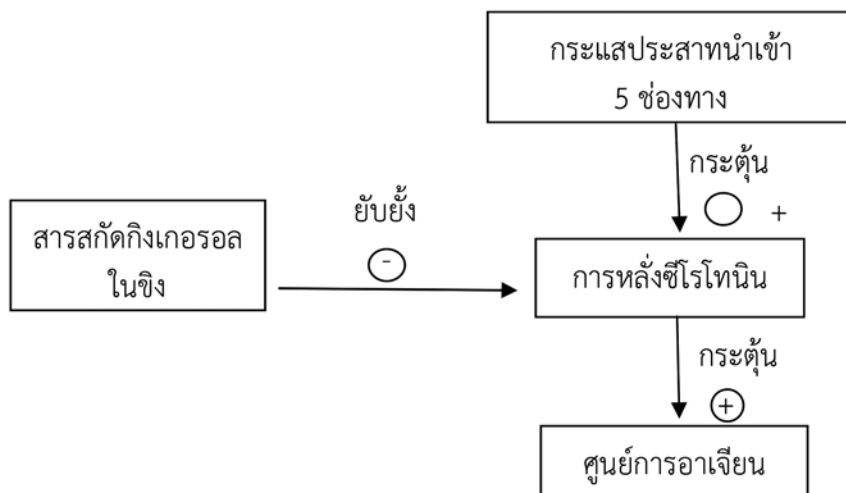 กระแสประสาทนำเข้า
5 ช่องทาง
กระตุ้น
+
ยับยั้ง
-
สารสกัดกิงเกอรอล
ในขิง
การหลั่งซีโรโทนิน
กระตุ้น
+
ศูนย์การอาเจียน